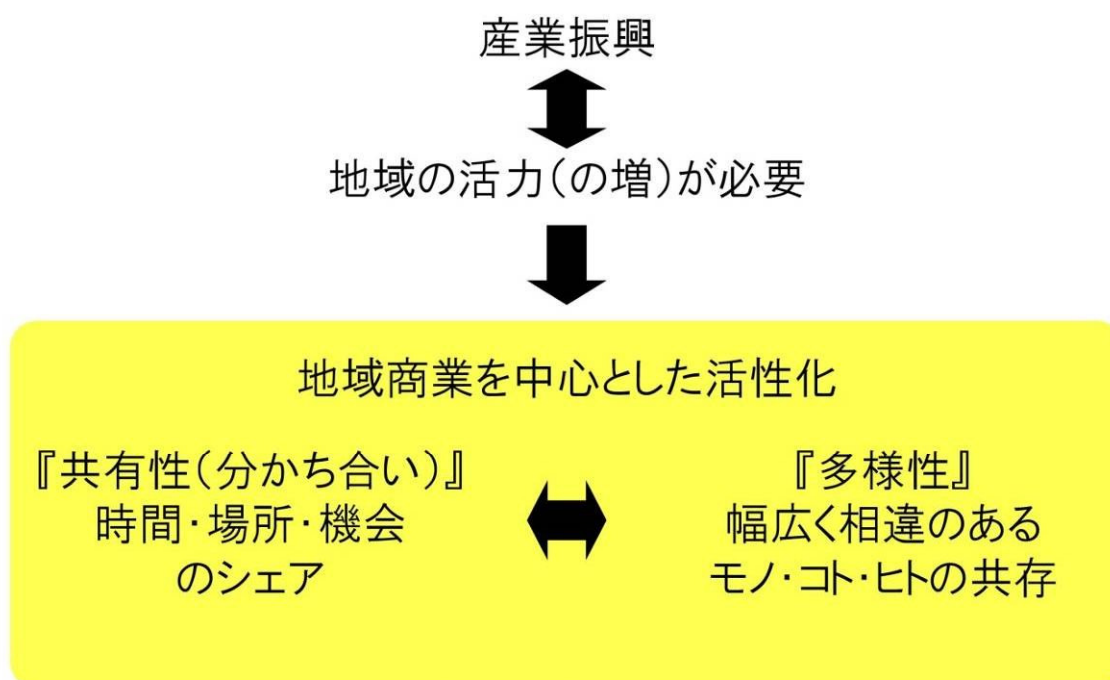 産業振興
地域の活力(の増)が必要
地域商業を中心とした活性化
『共有性(分かち合い)』
時間・場所・機会
のシェア
『多様性』
幅広く相違のある
モノ・コト・ヒトの共存